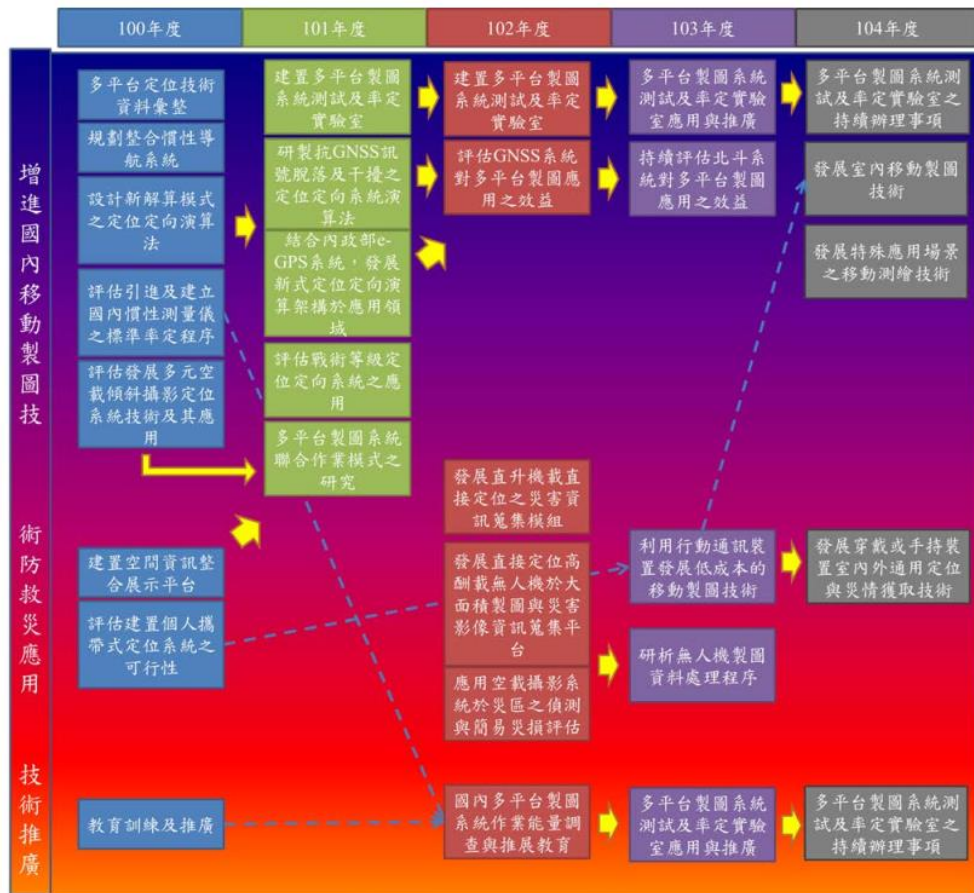 100年度
101年度
102年度
103年度
104年度
增進國內移動製圖技
術防救災應用
技術推廣
多平台定位技術
資料彙整
規劃整合慣性導
航系統
設計新解算模式
之定位定向演算
法
評估引進及建立
國內慣性測量儀
之標準率定程序
評估發展多元空
載傾斜攝影定位
系統技術及其應
用
建置空間資訊整
合展示平台
評估建置個人攜
帶式定位系統之
可行性
教育訓練及推廣
建置多平台製圖
系統測試及率定
實驗室
研製抗GNSS訊
號脫落及干擾之
定位定向系統演
算法
結合內政部e-
GPS系統，發展
新式定位定向演
算架構於應用領
域
評估戰術等級定
位定向系統之應
用
多平台製圖系統
聯合作業模式之
研究
建置多平台製圖
系統測試及率定
實驗室
評估GNSS系統
對多平台製圖應
用之效益
發展直升機載直
接定位之災害資
訊蒐集模組
發展直接定位高
酬載無人機於大
面積製圖與災害
影像資訊蒐集平
台
應用空載攝影系
統於災區之偵測
與簡易災損評估
國內多平台製圖
系統作業能量調
查與推展教育
多平台製圖系統
測試及率定實驗
室應用與推廣
持續評估北斗系
統對多平台製圖
應用之效益
利用行動通訊裝
置發展低成本的
移動製圖技術
研析無人機製圖
資料處理程序
多平台製圖系統
測試及率定實驗
室應用與推廣
多平台製圖系統測
試及率定實驗室之
持續辦理事項
發展室內移動製圖
技術
發展特殊應用場景
之移動測繪技術
發展穿戴或手持裝
置室內外通用定位
與災情獲取技術
多平台製圖系統測
試及率定實驗室之
持續辦理事項